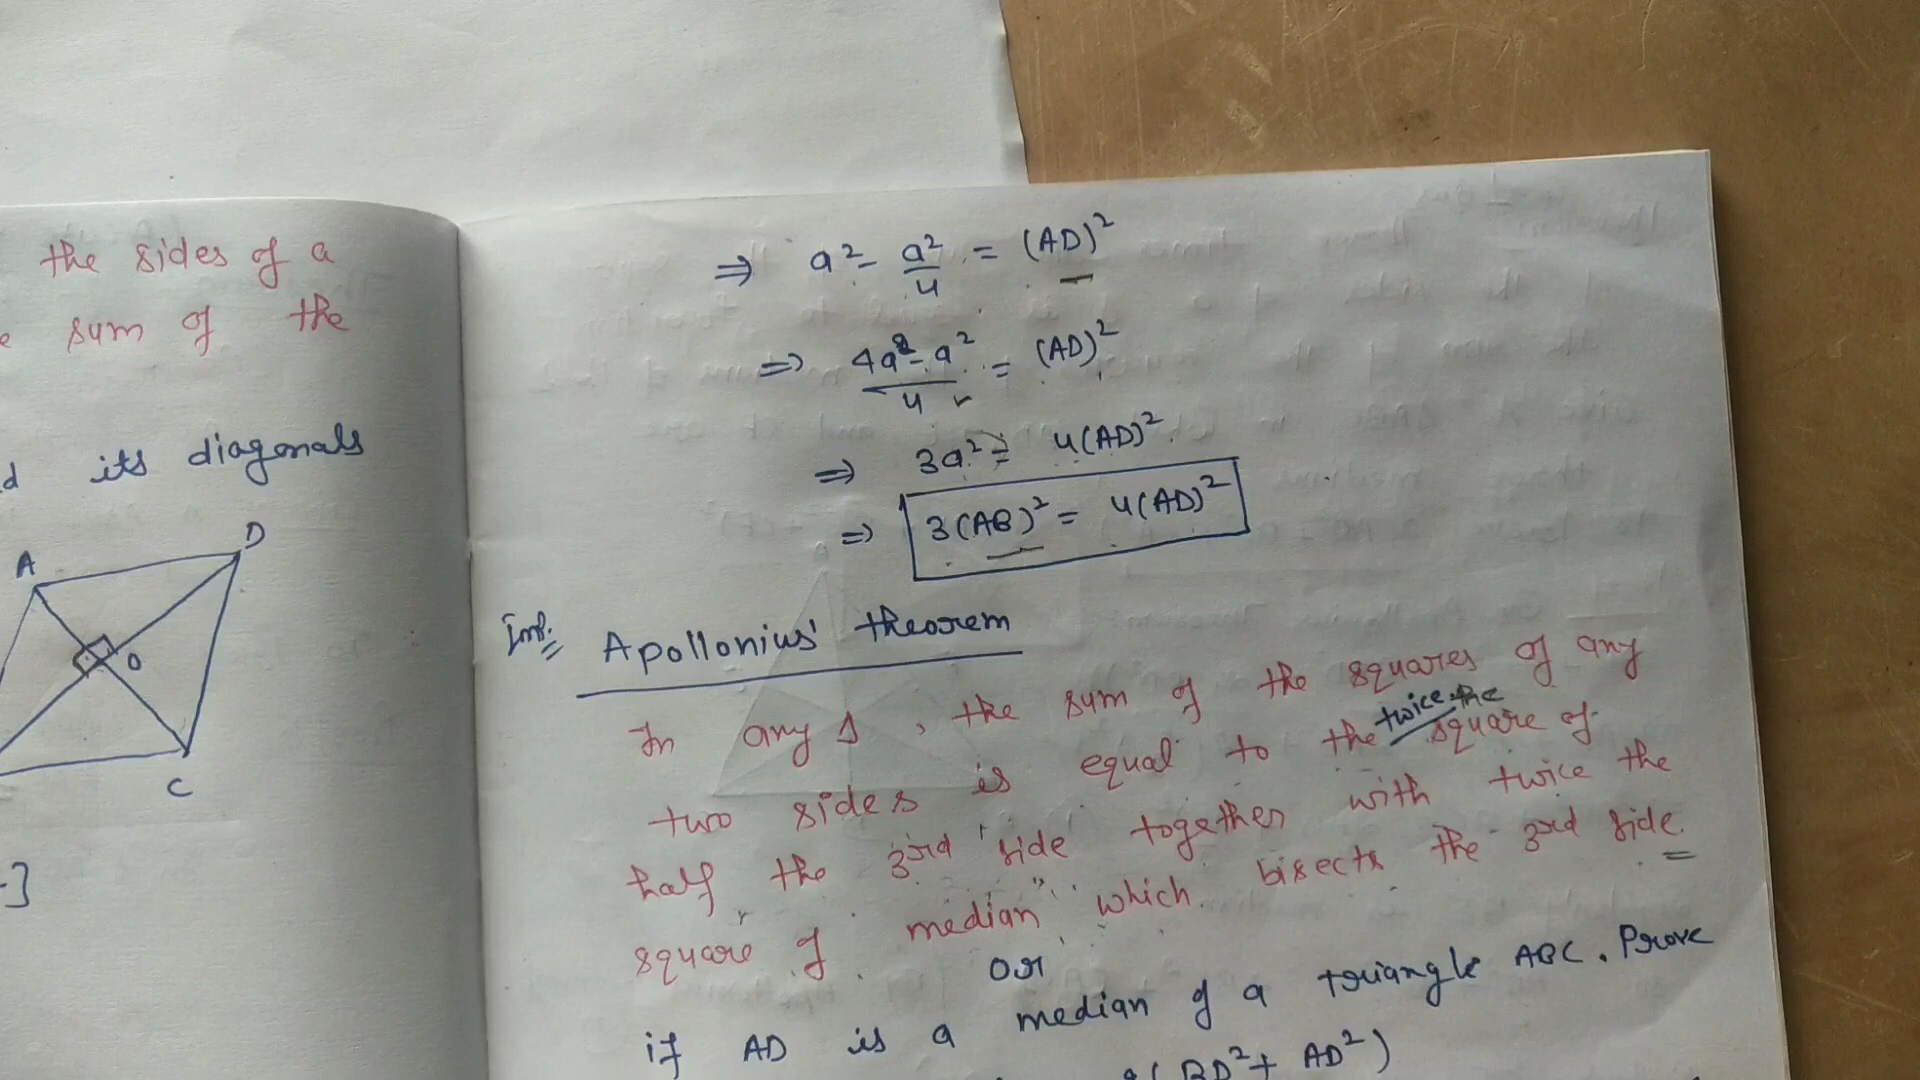 the sides of a
sum of the
its diagonals
A
D
O
C
⇒ a² - a²/4 = (AD)²
⇒ 4a² - a²/4 = (AD)²
⇒ 3a² = 4(AD)²
⇒ 3(AB)² = 4(AD)²
Imp. Apollonius' theorem
In any Δ, the sum of the squares of any
two sides is equal to the twice the square of
half the 3rd side together with twice the
square of median which bisects the 3rd side.
or
if AD is a median of a triangle ABC. Prove
(BD² + AD²)